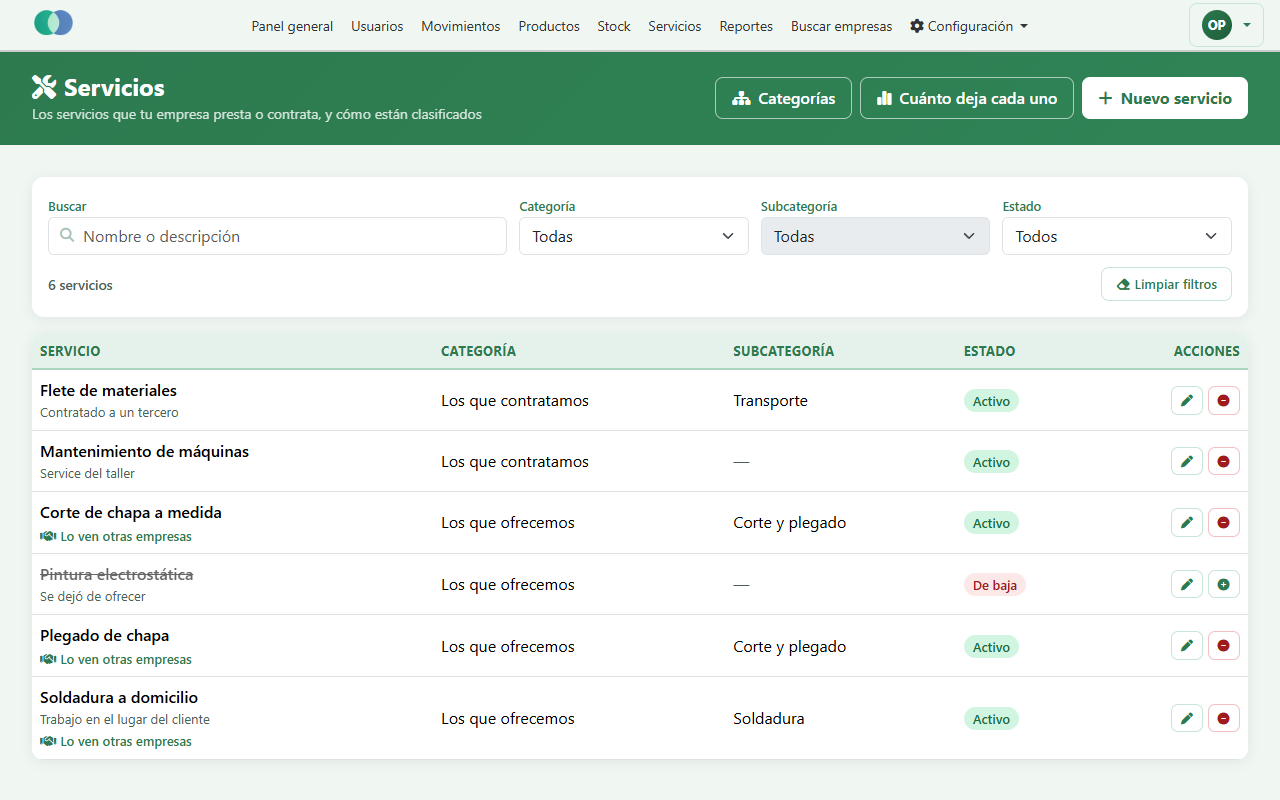 Panel general Usuarios Movimientos Productos Stock Servicios Reportes Buscar empresas Configuración OP
Servicios
Los servicios que tu empresa presta o contrata, y cómo están clasificados
Categorías Cuánto deja cada uno Nuevo servicio
Buscar Categoría Subcategoría Estado
Nombre o descripción Todas Todas Todos
6 servicios Limpiar filtros
SERVICIO CATEGORÍA SUBCATEGORÍA ESTADO ACCIONES
Flete de materiales
Contratado a un tercero
Los que contratamos Transporte Activo
Mantenimiento de máquinas
Service del taller
Los que contratamos — Activo
Corte de chapa a medida
Lo ven otras empresas
Los que ofrecemos Corte y plegado Activo
Pintura electrostática
Se dejó de ofrecer
Los que ofrecemos — De baja
Plegado de chapa
Lo ven otras empresas
Los que ofrecemos Corte y plegado Activo
Soldadura a domicilio
Trabajo en el lugar del cliente
Lo ven otras empresas
Los que ofrecemos Soldadura Activo